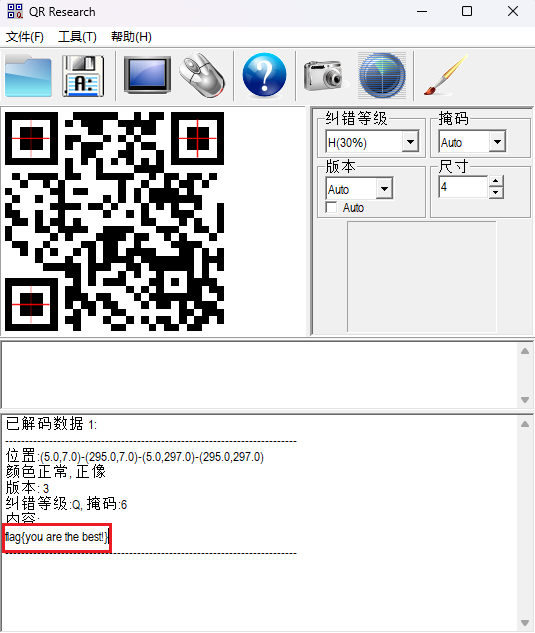 QR Research
文件(F) 工具(T) 帮助(H)
A:
?
纠错等级
掩码
H(30%)
Auto
版本
尺寸
Auto
4
Auto
已解码数据 1:
------------------------------------------------------------------------
位置:(5.0,7.0)-(295.0,7.0)-(5.0,297.0)-(295.0,297.0)
颜色正常, 正像
版本: 3
纠错等级:Q, 掩码:6
内容:
flag{you are the best!}
------------------------------------------------------------------------